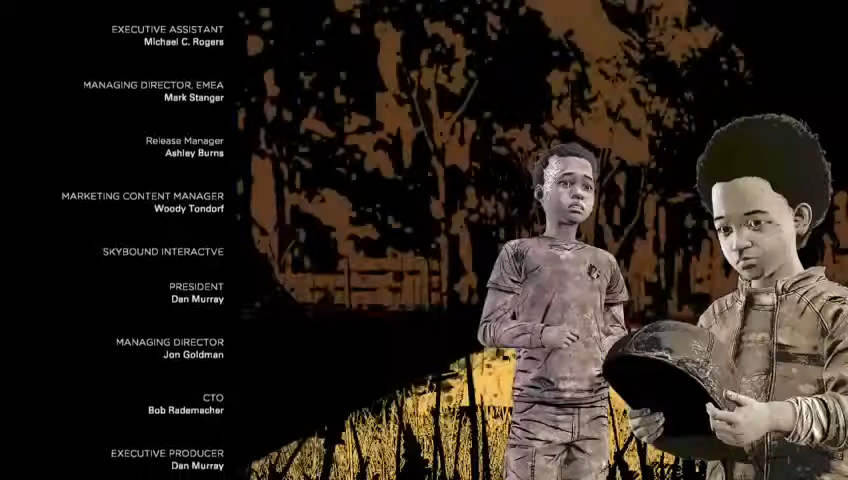 EXECUTIVE ASSISTANT
Michael C. Rogers
MANAGING DIRECTOR, EMEA
Mark Stanger
Release Manager
Ashley Burns
MARKETING CONTENT MANAGER
Woody Tondorf
SKYBOUND INTERACTVE
PRESIDENT
Dan Murray
MANAGING DIRECTOR
Jon Goldman
CTO
Bob Rademacher
EXECUTIVE PRODUCER
Dan Murray